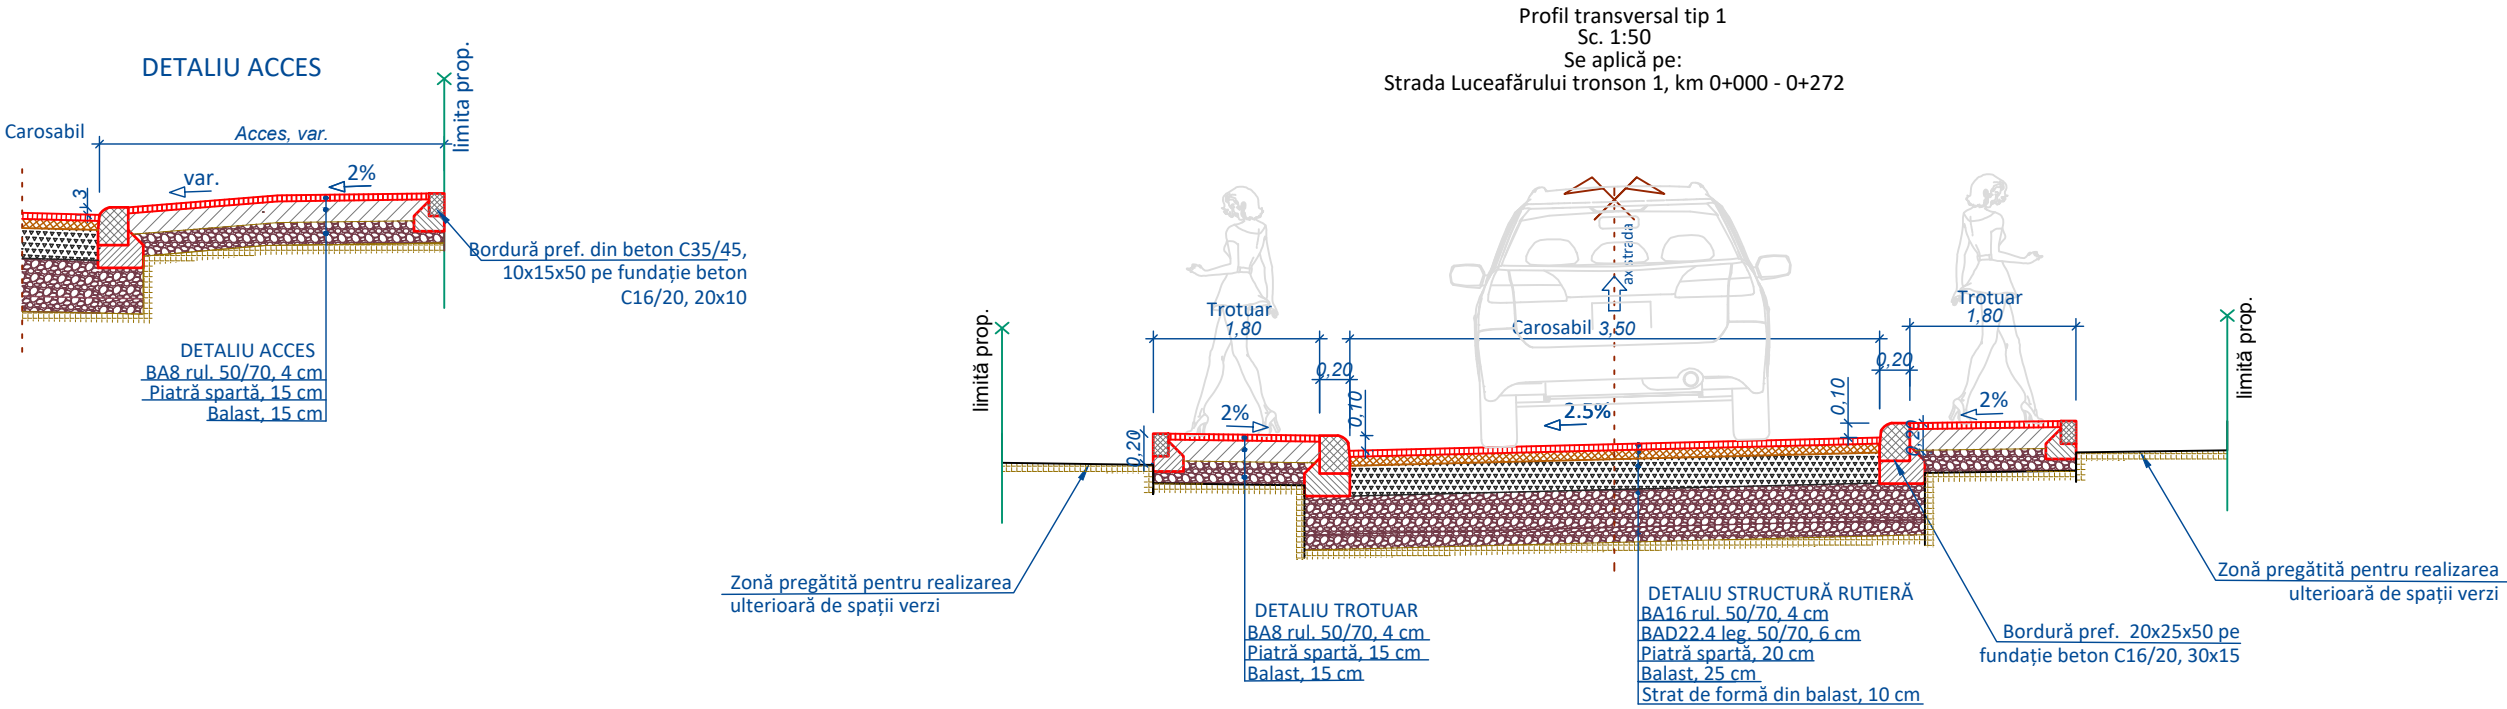 Profil transversal tip 1
Sc. 1:50
Se aplică pe:
Strada Luceafărului tronson 1, km 0+000 - 0+272
DETALIU ACCES
limita prop.
Carosabil
Acces, var.
3
var.
2%
Bordură pref. din beton C35/45,
10x15x50 pe fundație beton
C16/20, 20x10
DETALIU ACCES
BA8 rul. 50/70, 4 cm
Piatră spartă, 15 cm
Balast, 15 cm
limită prop.
Trotuar
1,80
0,20
0,10
2%
0,20
Carosabil 3,50
ax strada
2.5%
Trotuar
1,80
0,20
0,10
2%
0,20
limită prop.
Zonă pregătită pentru realizarea
ulterioară de spații verzi
DETALIU TROTUAR
BA8 rul. 50/70, 4 cm
Piatră spartă, 15 cm
Balast, 15 cm
DETALIU STRUCTURĂ RUTIERĂ
BA16 rul. 50/70, 4 cm
BAD22.4 leg. 50/70, 6 cm
Piatră spartă, 20 cm
Balast, 25 cm
Strat de formă din balast, 10 cm
Bordură pref. 20x25x50 pe
fundație beton C16/20, 30x15
Zonă pregătită pentru realizarea
ulterioară de spații verzi